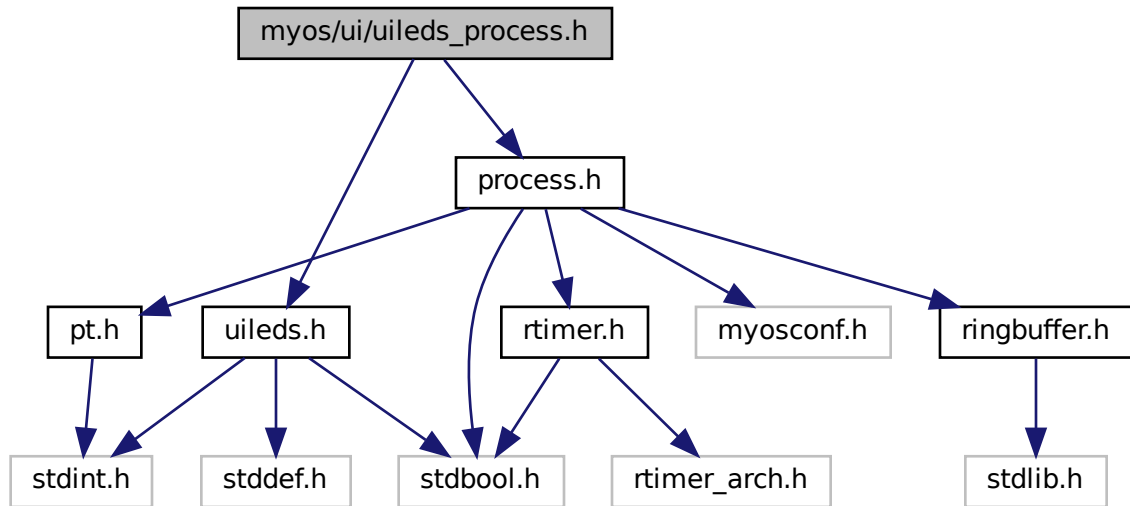 myos/ui/uileds_process.h
process.h
pt.h
uileds.h
rtimer.h
myosconf.h
ringbuffer.h
stdint.h
stddef.h
stdbool.h
rtimer_arch.h
stdlib.h